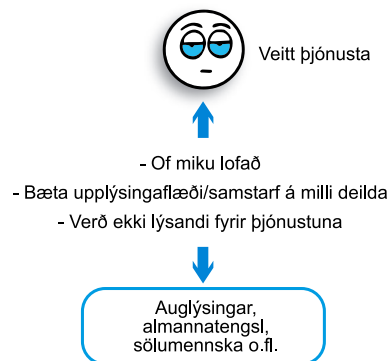 Veitt þjónusta
- Of miku lofað
- Bæta upplýsingaflæði/samstarf á milli deilda
- Verð ekki lýsandi fyrir þjónustuna
Auglýsingar,
almannatengsl,
sölumennska o.fl.